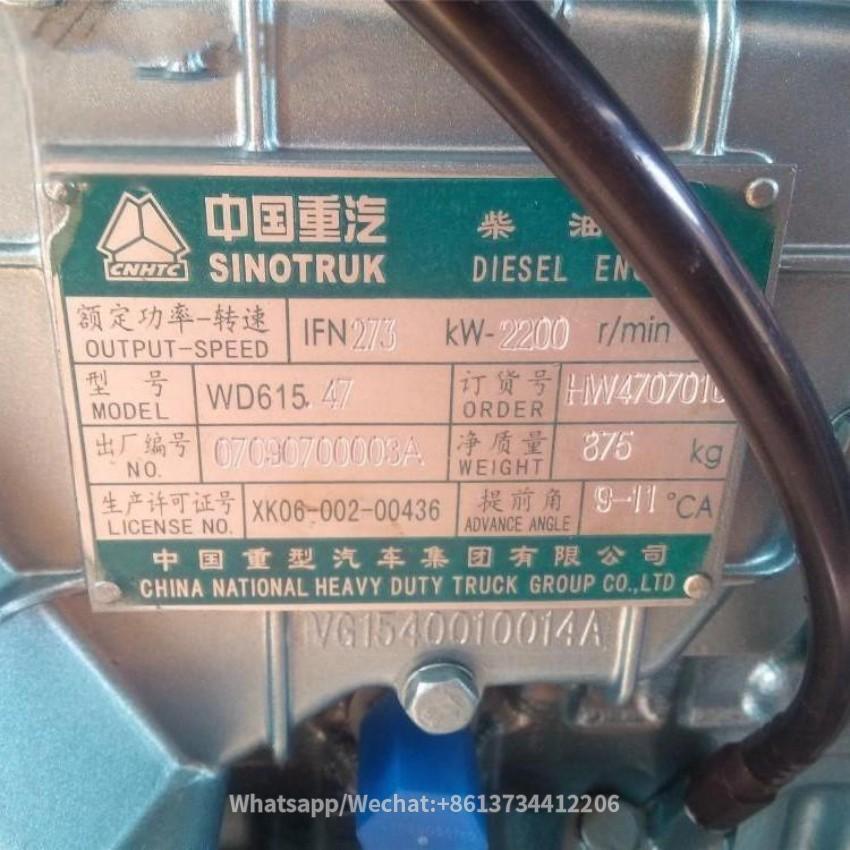 中国重汽 柴 油
CNHTC SINOTRUK DIESEL
额定功率-转速 IFN 273 kW-2200 r/min
OUTPUT-SPEED
型 号 WD615.47 订货号
MODEL ORDER
出厂编号 07090700003A 净质量 875 kg
NO. WEIGHT
生产许可证号 XK06-002-00436 提前角 9-11 °CA
LICENSE NO. ADVANCE ANGLE
中国重型汽车集团有限公司
CHINA NATIONAL HEAVY DUTY TRUCK GROUP CO.,LTD
VG1540010014A
Whatsapp/Wechat:+8613734412206